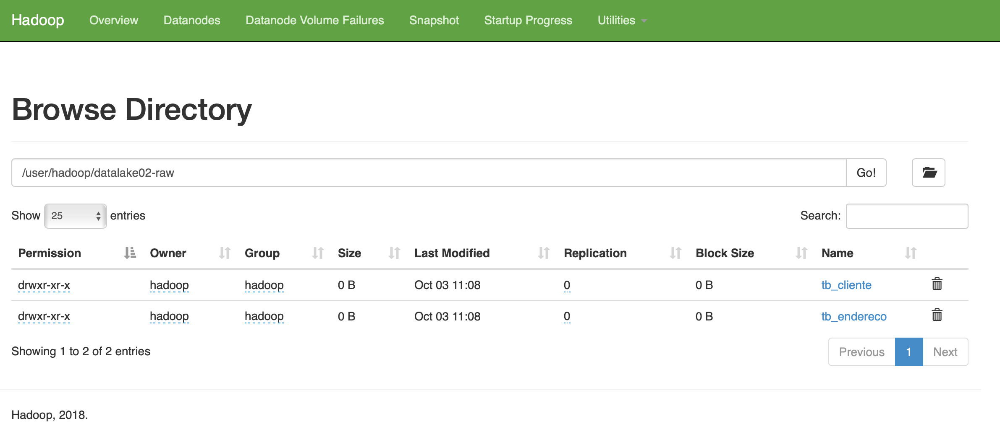 Hadoop Overview Datanodes Datanode Volume Failures Snapshot Startup Progress Utilities
Browse Directory
/user/hadoop/datalake02-raw Go!
Show 25 entries Search:
Permission Owner Group Size Last Modified Replication Block Size Name
drwxr-xr-x hadoop hadoop 0 B Oct 03 11:08 0 0 B tb_cliente
drwxr-xr-x hadoop hadoop 0 B Oct 03 11:08 0 0 B tb_endereco
Showing 1 to 2 of 2 entries Previous 1 Next
Hadoop, 2018.